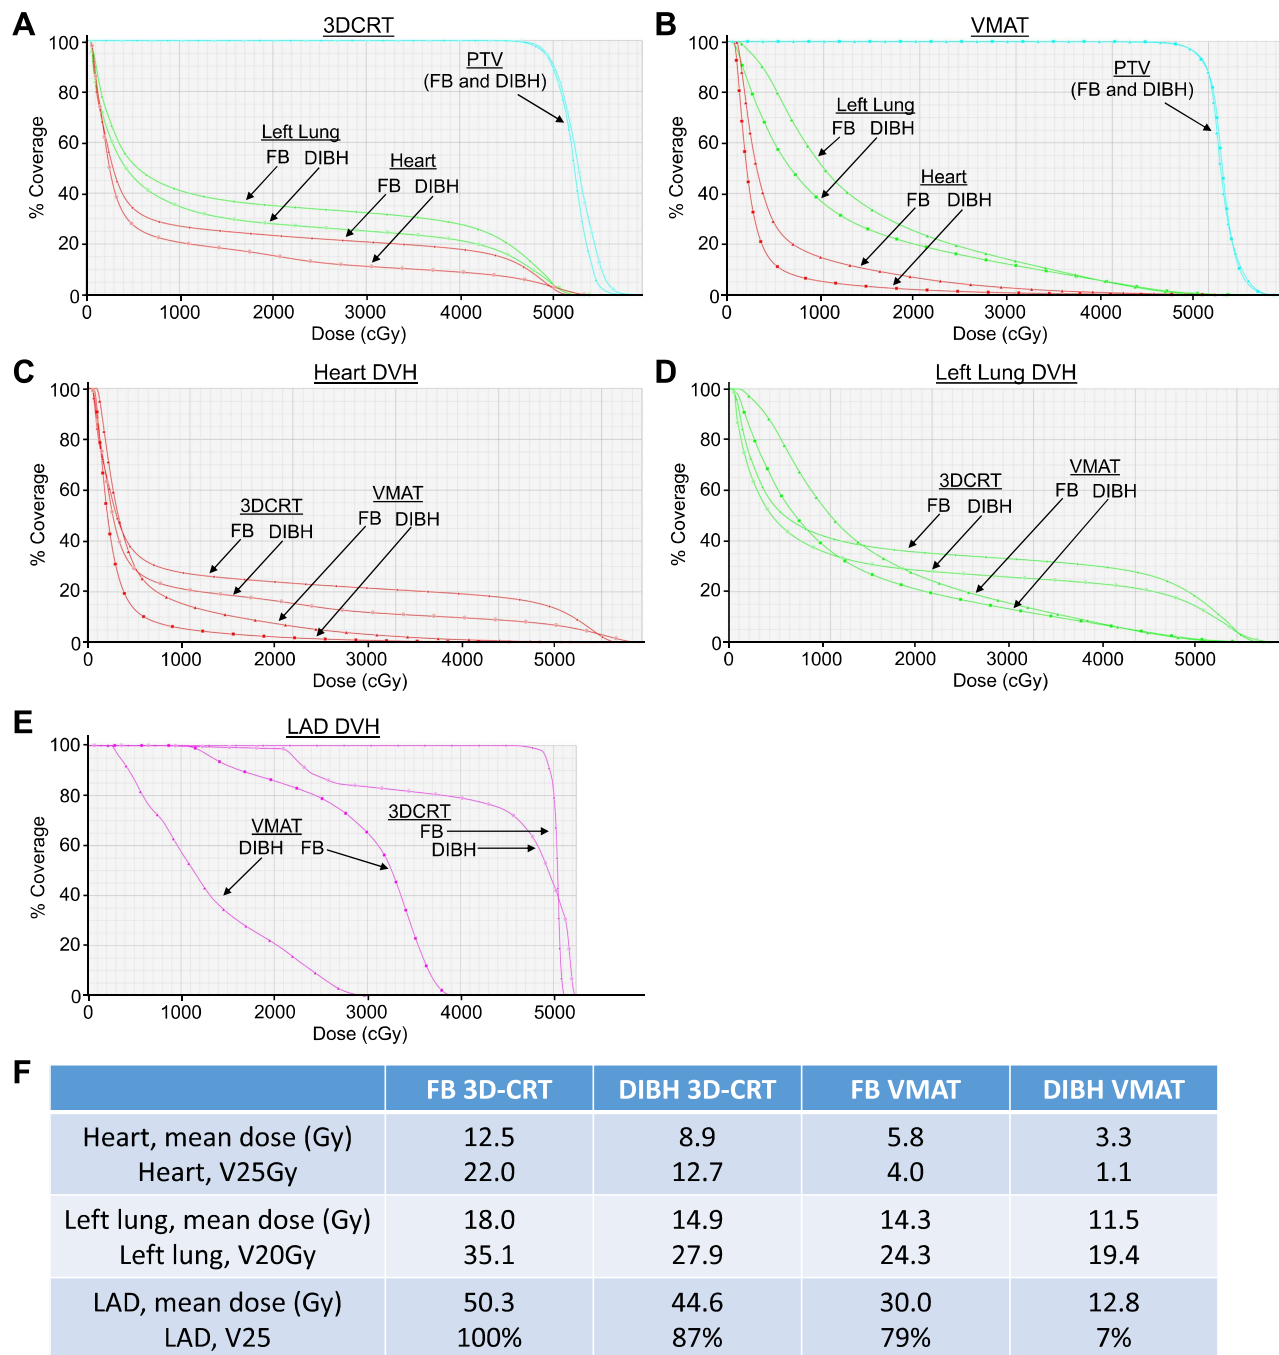 A
3DCRT
100
80
60
40
20
0
% Coverage
PTV
(FB and DIBH)
Left Lung
FB DIBH
Heart
FB DIBH
0 1000 2000 3000 4000 5000
Dose (cGy)
B
VMAT
100
80
60
40
20
0
% Coverage
PTV
(FB and DIBH)
Left Lung
FB DIBH
Heart
FB DIBH
0 1000 2000 3000 4000 5000
Dose (cGy)
C
Heart DVH
100
80
60
40
20
0
% Coverage
VMAT
FB DIBH
3DCRT
FB DIBH
0 1000 2000 3000 4000 5000
Dose (cGy)
D
Left Lung DVH
100
80
60
40
20
0
% Coverage
VMAT
FB DIBH
3DCRT
FB DIBH
0 1000 2000 3000 4000 5000
Dose (cGy)
E
LAD DVH
100
80
60
40
20
0
% Coverage
VMAT
DIBH FB
3DCRT
FB
DIBH
0 1000 2000 3000 4000 5000
Dose (cGy)
F
FB 3D-CRT DIBH 3D-CRT FB VMAT DIBH VMAT
Heart, mean dose (Gy) 12.5 8.9 5.8 3.3
Heart, V25Gy 22.0 12.7 4.0 1.1
Left lung, mean dose (Gy) 18.0 14.9 14.3 11.5
Left lung, V20Gy 35.1 27.9 24.3 19.4
LAD, mean dose (Gy) 50.3 44.6 30.0 12.8
LAD, V25 100% 87% 79% 7%